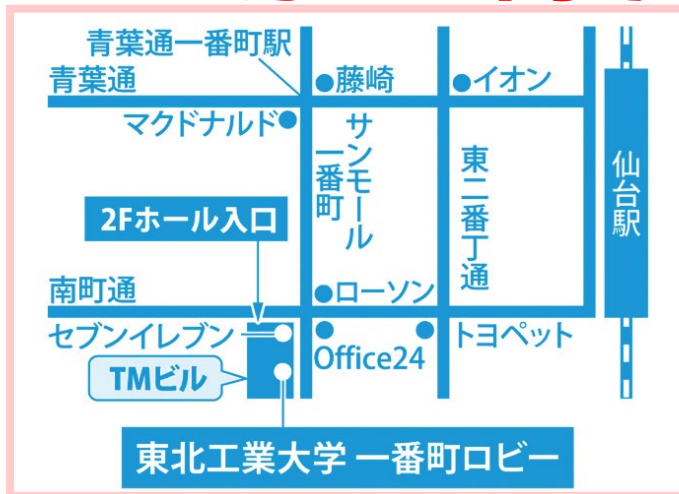 青葉通一番町駅
青葉通
藤崎
イオン
マクドナルド
サンモール
一番町
東二番丁通
仙台駅
2Fホール入口
南町通
ローソン
セブンイレブン
Office24
トヨペット
TMビル
東北工業大学 一番町ロビー